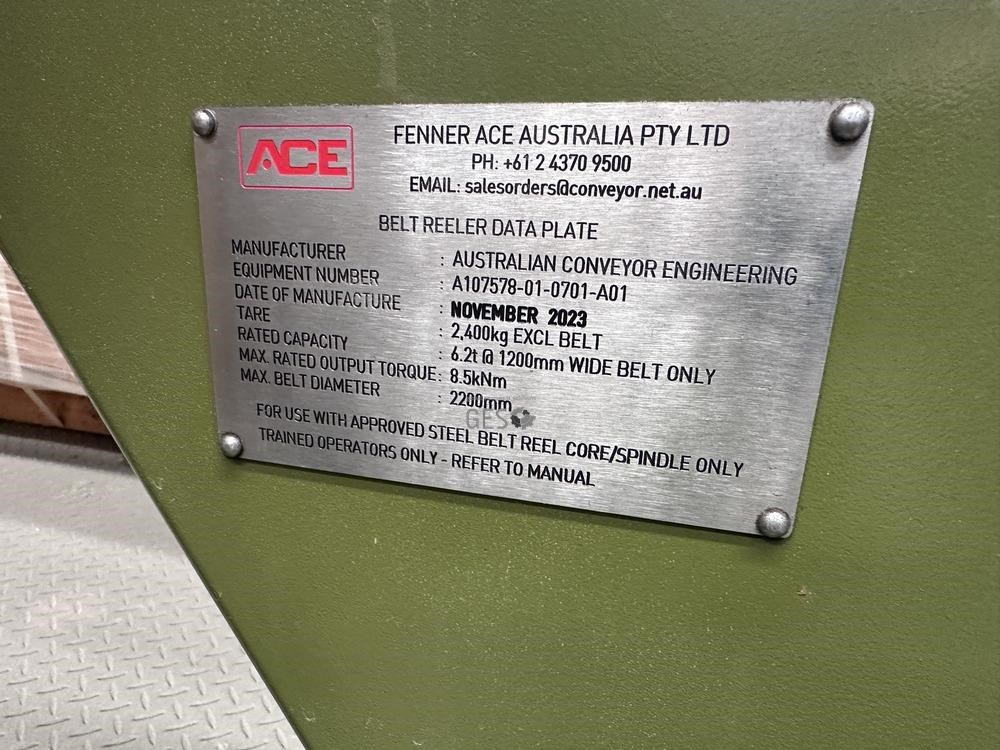 ACE
FENNER ACE AUSTRALIA PTY LTD
PH: +61 2 4370 9500
EMAIL: salesorders@conveyor.net.au
BELT REELER DATA PLATE
MANUFACTURER : AUSTRALIAN CONVEYOR ENGINEERING
EQUIPMENT NUMBER : A107578-01-0701-A01
DATE OF MANUFACTURE : NOVEMBER 2023
TARE : 2,400kg EXCL BELT
RATED CAPACITY : 6.2t @ 1200mm WIDE BELT ONLY
MAX. RATED OUTPUT TORQUE : 8.5kNm
MAX. BELT DIAMETER : 2200mm
GES
FOR USE WITH APPROVED STEEL BELT REEL CORE/SPINDLE ONLY
TRAINED OPERATORS ONLY - REFER TO MANUAL